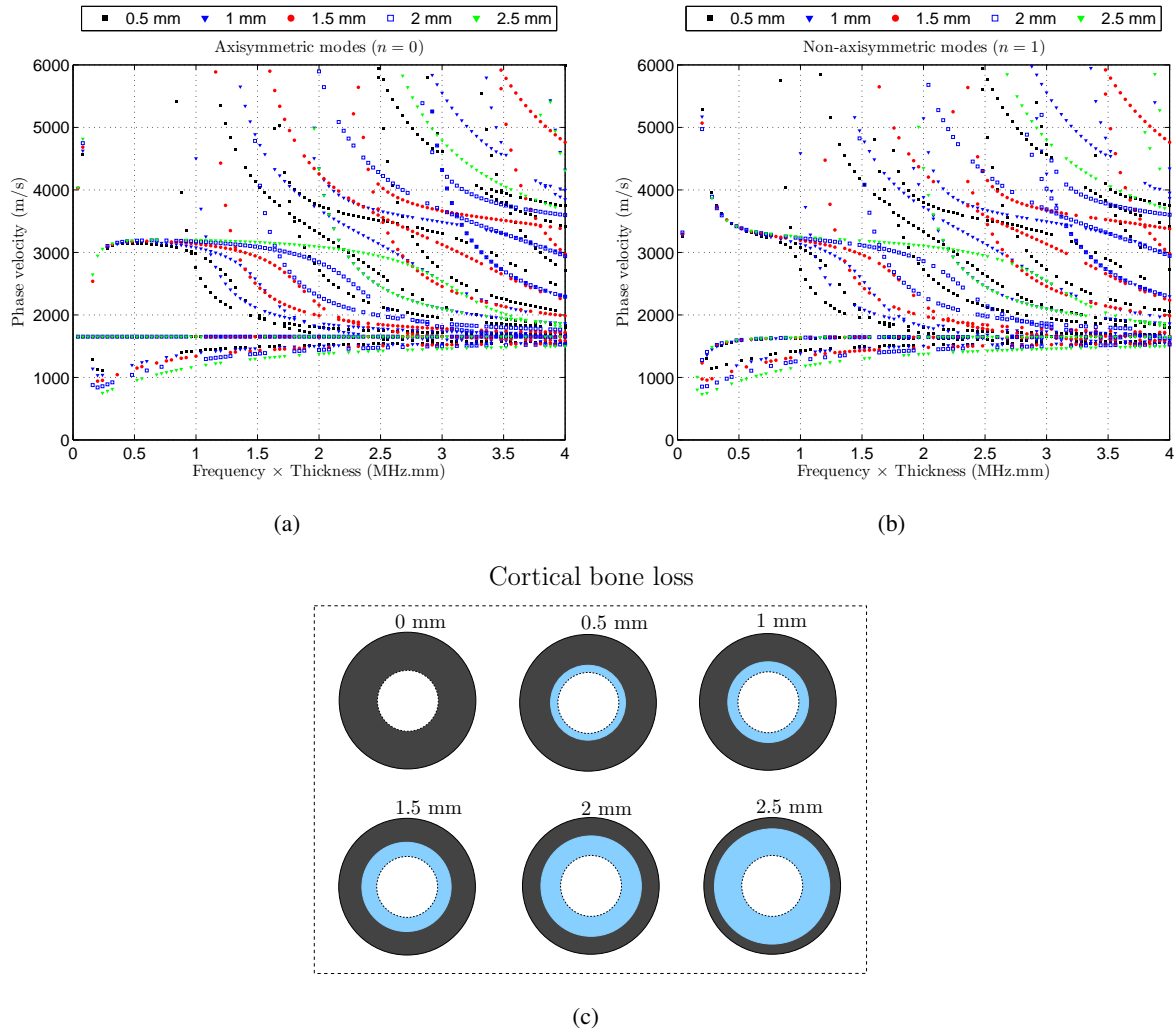 0.5 mm 1 mm 1.5 mm 2 mm 2.5 mm
Axisymmetric modes (n = 0)
6000
5000
4000
3000
2000
1000
0
Phase velocity (m/s)
0 0.5 1 1.5 2 2.5 3 3.5 4
Frequency × Thickness (MHz.mm)
(a)
0.5 mm 1 mm 1.5 mm 2 mm 2.5 mm
Non-axisymmetric modes (n = 1)
6000
5000
4000
3000
2000
1000
0
Phase velocity (m/s)
0 0.5 1 1.5 2 2.5 3 3.5 4
Frequency × Thickness (MHz.mm)
(b)
Cortical bone loss
0 mm 0.5 mm 1 mm
1.5 mm 2 mm 2.5 mm
(c)